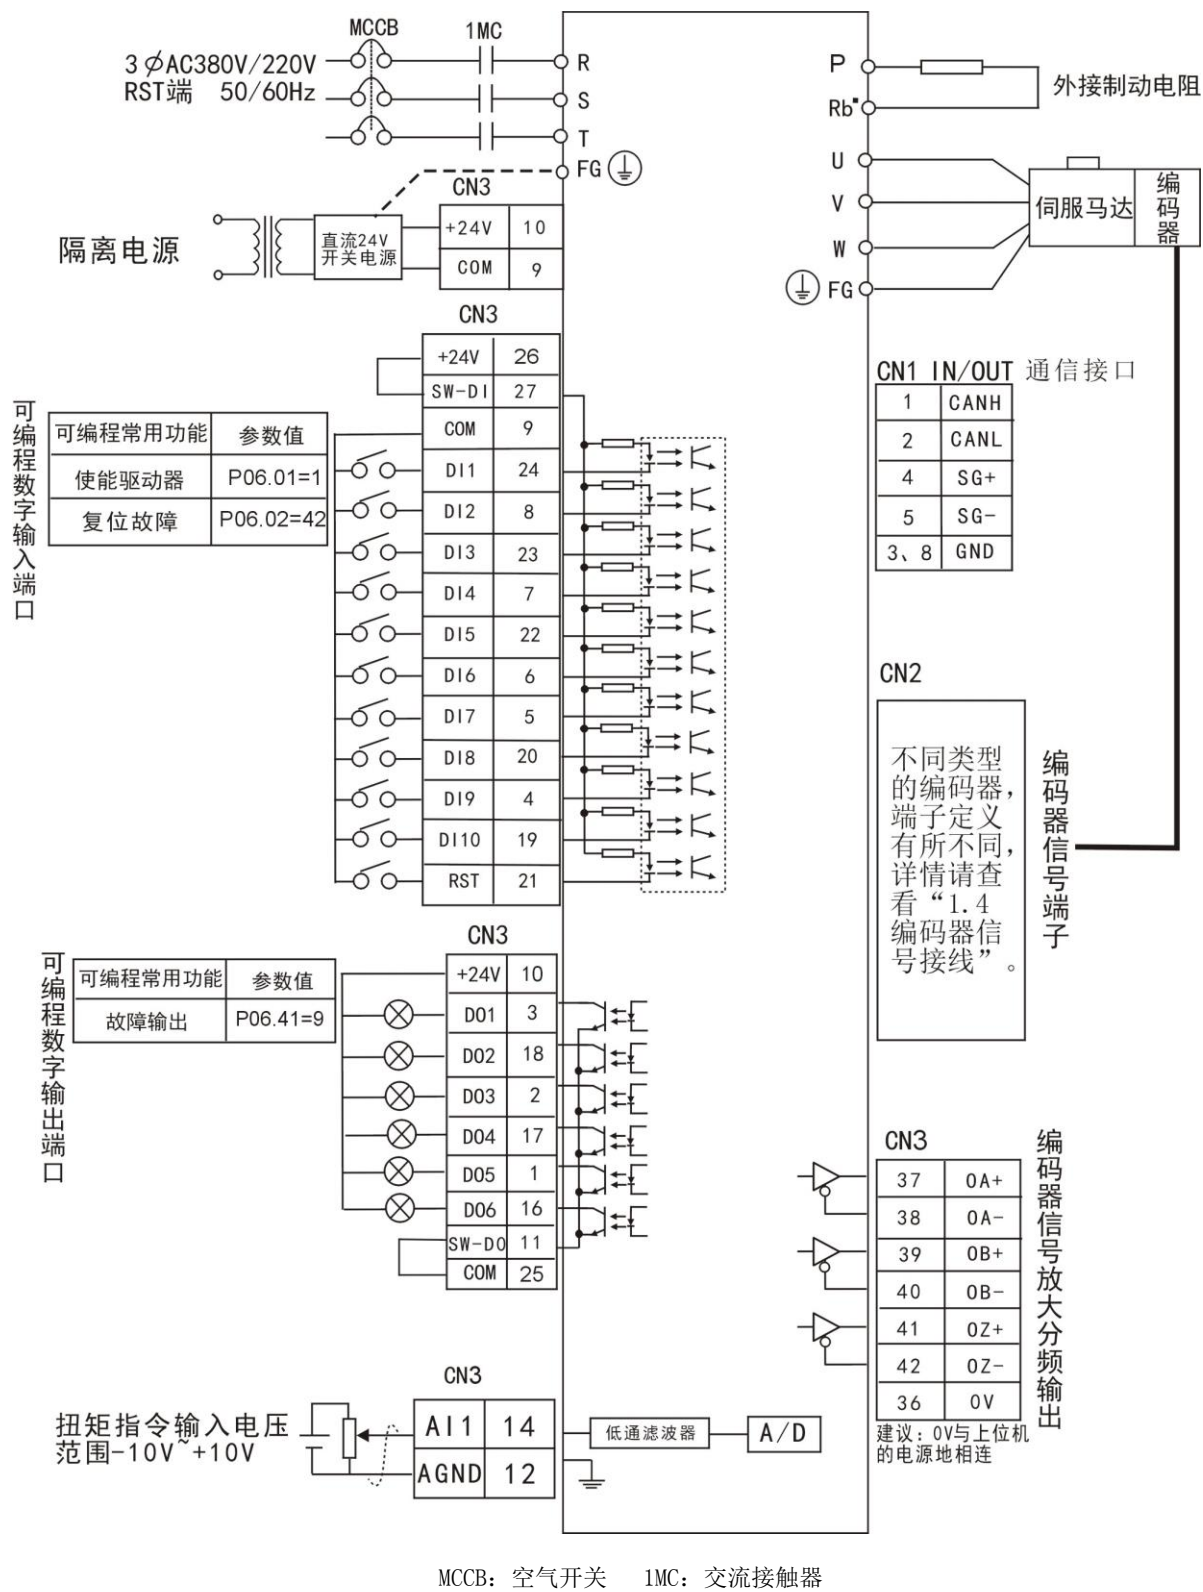 MCCB
1MC
3 ϕAC380V/220V
RST端 50/60Hz
R
S
T
FG
P
Rb
外接制动电阻
U
V
W
FG
伺服马达
编码器
隔离电源
直流24V
开关电源
CN3
+24V 10
COM 9
CN3
+24V 26
SW-DI 27
COM 9
DI1 24
DI2 8
DI3 23
DI4 7
DI5 22
DI6 6
DI7 5
DI8 20
DI9 4
DI10 19
RST 21
可编程数字输入端口
可编程常用功能 参数值
使能驱动器 P06.01=1
复位故障 P06.02=42
CN1 IN/OUT 通信接口
1 CANH
2 CANL
4 SG+
5 SG-
3、8 GND
CN2
不同类型
的编码器，
端子定义
有所不同，
详情请查
看“1.4
编码器信
号接线”。
编码器信号端子
可编程数字输出端口
可编程常用功能 参数值
故障输出 P06.41=9
CN3
+24V 10
DO1 3
DO2 18
DO3 2
DO4 17
DO5 1
DO6 16
SW-DO 11
COM 25
CN3
37 OA+
38 OA-
39 OB+
40 OB-
41 OZ+
42 OZ-
36 0V
编码器信号放大分频输出
建议：0V与上位机
的电源地相连
扭矩指令输入电压
范围-10V~+10V
CN3
AI1 14
AGND 12
低通滤波器
A/D
MCCB：空气开关 1MC：交流接触器